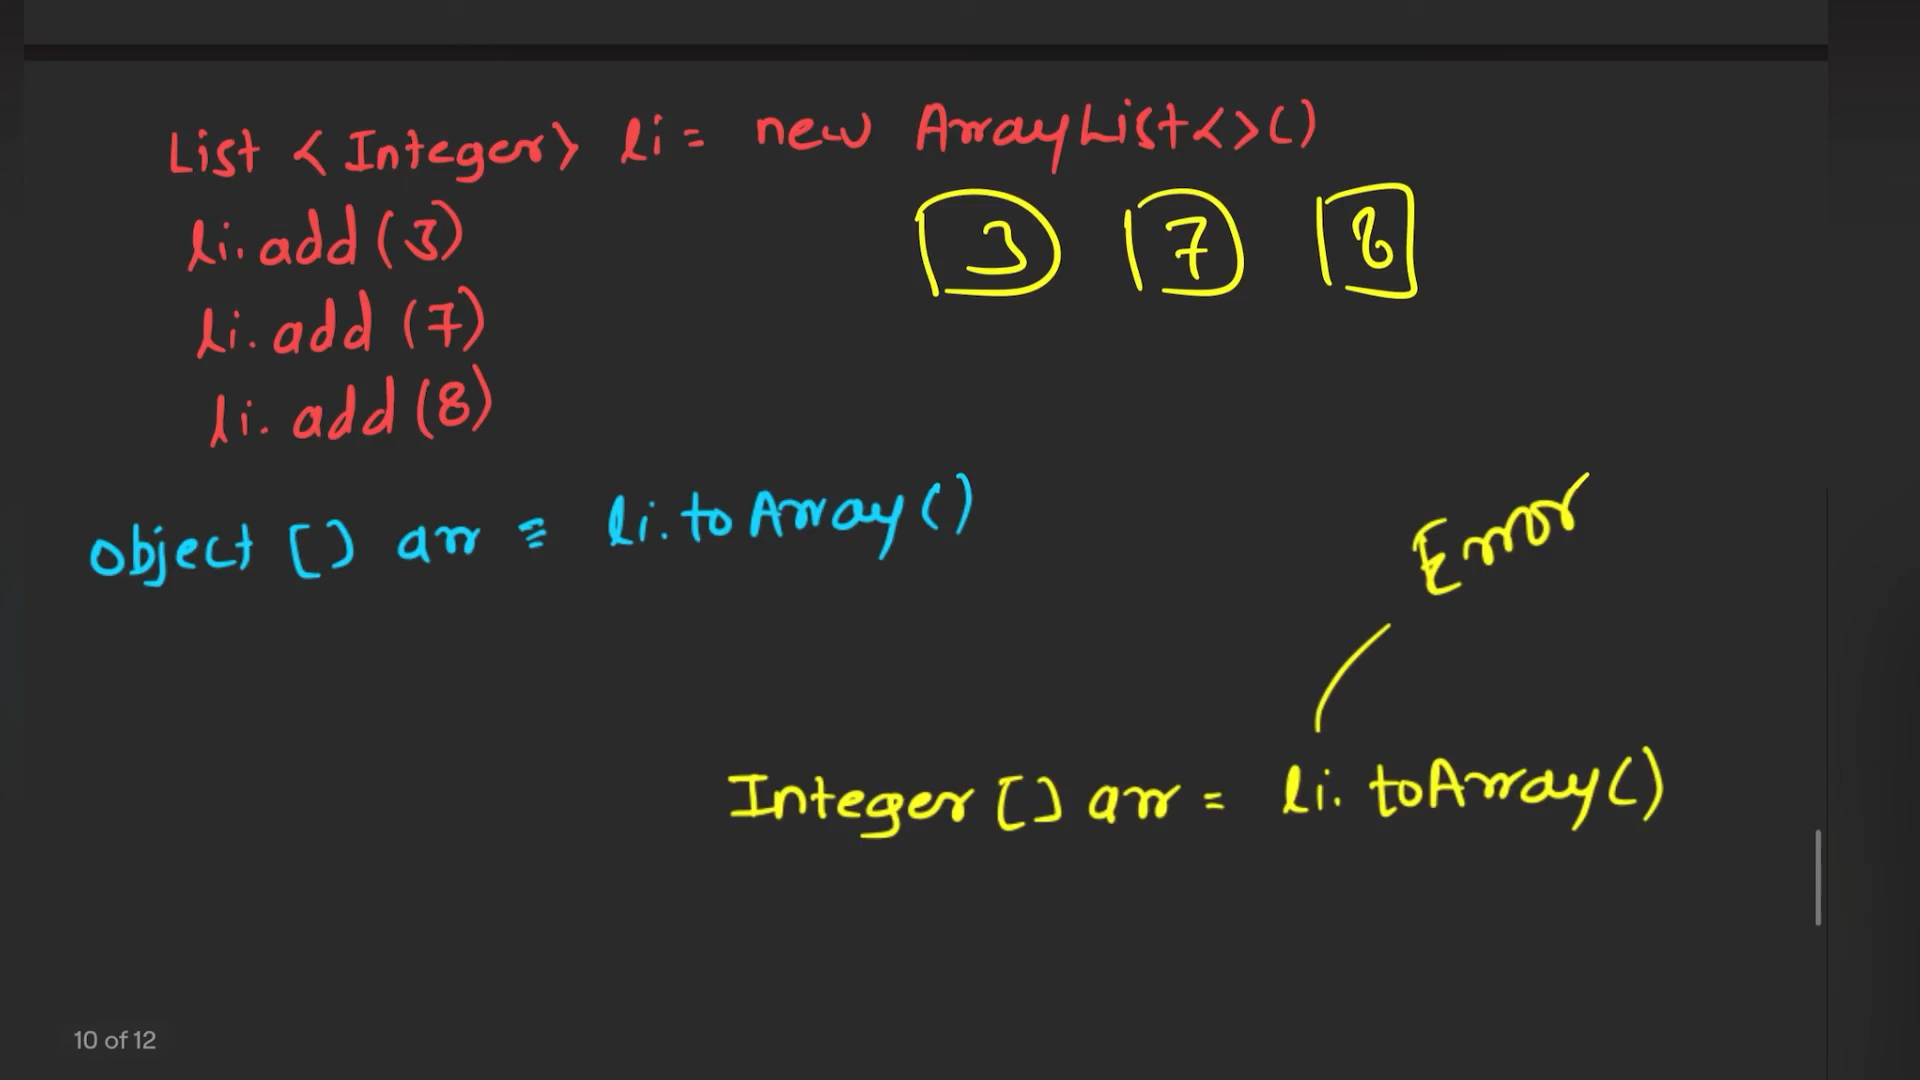 List <Integer> li = new ArrayList<>()
li.add(3)
3 7 8
li.add(7)
li.add(8)
Object [] arr = li.toArray()
Error
Integer [] arr = li.toArray()
10 of 12